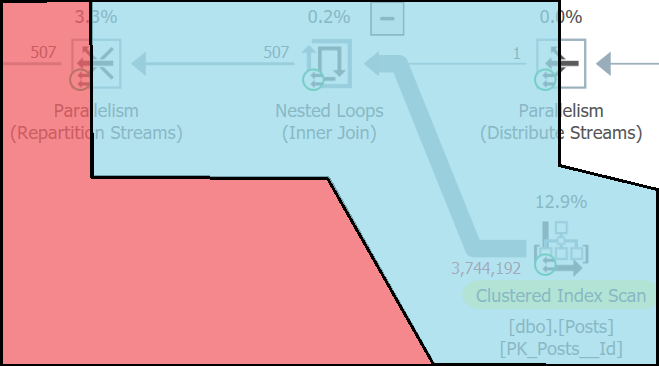 3.3%
0.2%
0.0%
507
507
1
Parallelism
(Repartition Streams)
Nested Loops
(Inner Join)
Parallelism
(Distribute Streams)
12.9%
3,744,192
Clustered Index Scan
[dbo].[Posts]
[PK_Posts__Id]